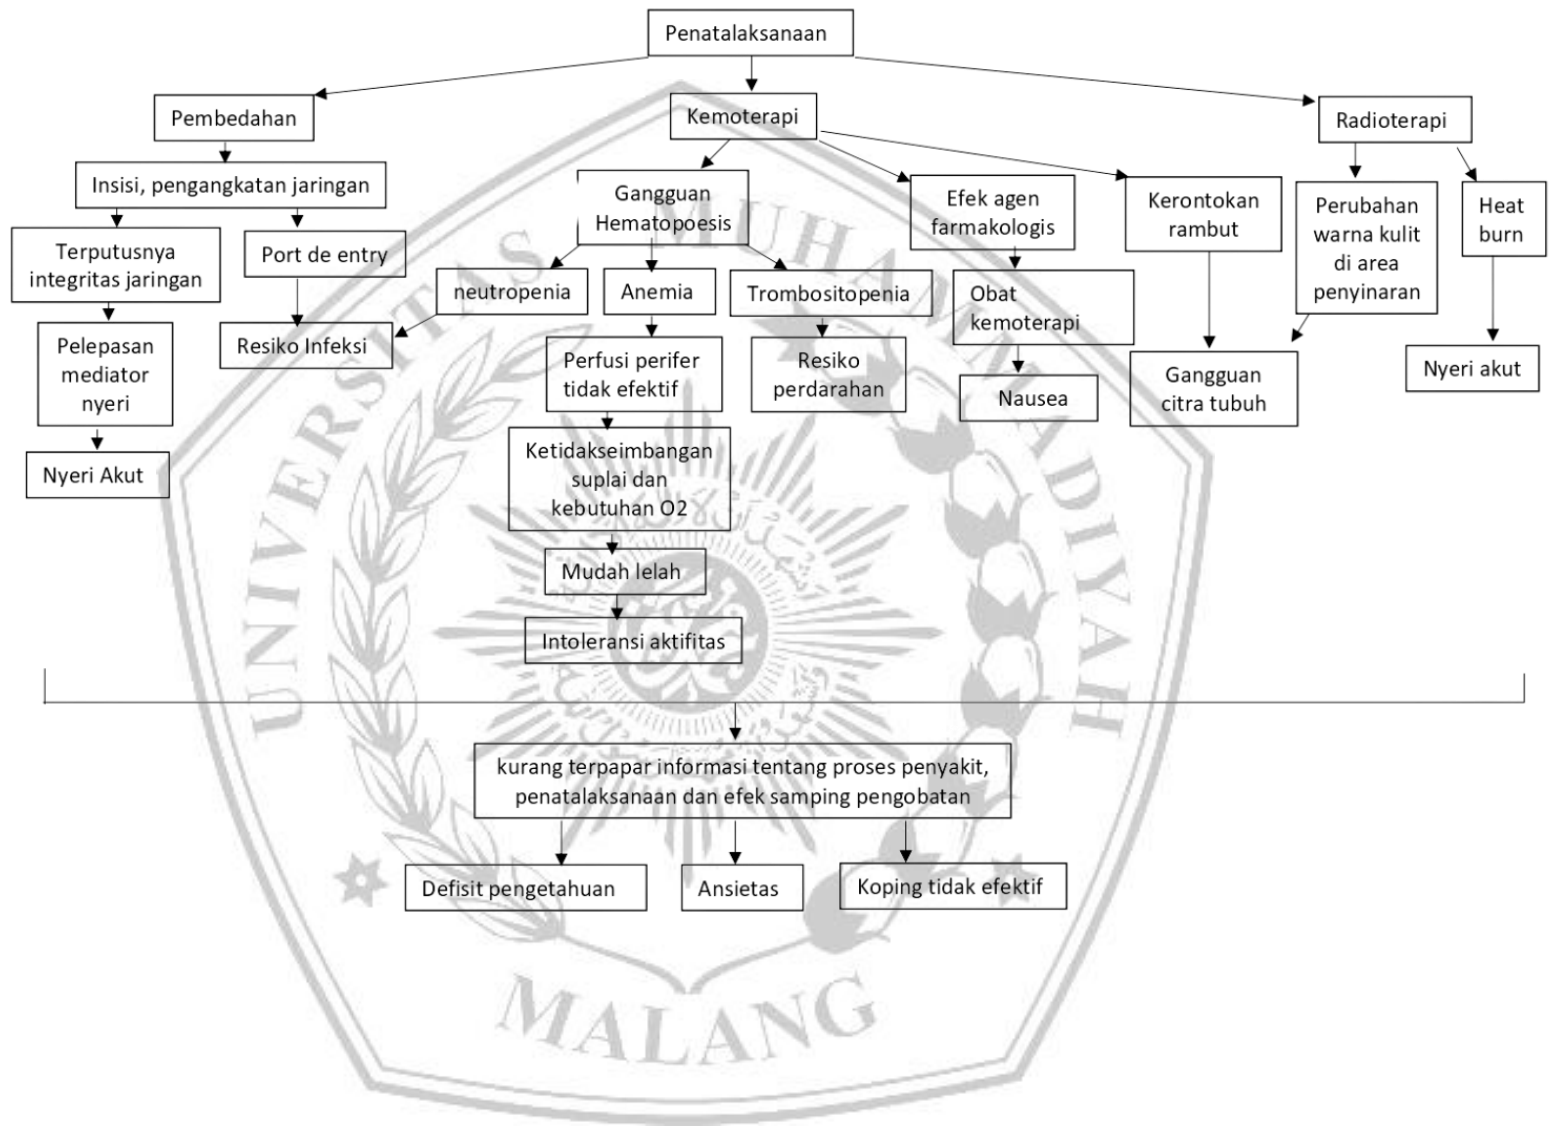 Penatalaksanaan
Pembedahan
Kemoterapi
Radioterapi
Insisi, pengangkatan jaringan
Gangguan
Hematopoesis
Efek agen
farmakologis
Kerontokan
rambut
Perubahan
warna kulit
di area
penyinaran
Heat
burn
Terputusnya
integritas jaringan
Port de entry
neutropenia
Anemia
Trombositopenia
Obat
kemoterapi
Pelepasan
mediator
nyeri
Resiko Infeksi
Perfusi perifer
tidak efektif
Resiko
perdarahan
Nausea
Gangguan
citra tubuh
Nyeri akut
Nyeri Akut
Ketidakseimbangan
suplai dan
kebutuhan O2
Mudah lelah
Intoleransi aktifitas
kurang terpapar informasi tentang proses penyakit,
penatalaksanaan dan efek samping pengobatan
Defisit pengetahuan
Ansietas
Koping tidak efektif
UNIVERSITAS MUHAMMADIYAH
MALANG